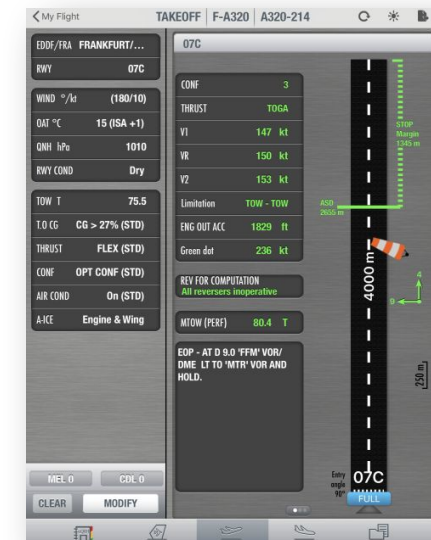 My Flight
TAKEOFF F-A320 A320-214
EDDF/FRA FRANKFURT/...
RWY 07C
WIND °/kt (180/10)
OAT °C 15 (ISA +1)
QNH hPa 1010
RWY COND Dry
TOW T 75.5
T.O CG CG > 27% (STD)
THRUST FLEX (STD)
CONF OPT CONF (STD)
AIR COND On (STD)
A-ICE Engine & Wing
MEL 0 CDL 0
CLEAR MODIFY
07C
CONF 3
THRUST TOGA
V1 147 kt
VR 150 kt
V2 153 kt
Limitation TOW - TOW
ENG OUT ACC 1829 ft
Green dot 236 kt
REV FOR COMPUTATION
All reversers inoperative
MTOW (PERF) 80.4 T
EOP - AT D 9.0 'FFM' VOR/
DME LT TO 'MTR' VOR AND
HOLD.
STOP
Margin
1345 m
ASD
2655 m
4000 m
4
9
250 m
Entry
angle
90°
07C
FULL